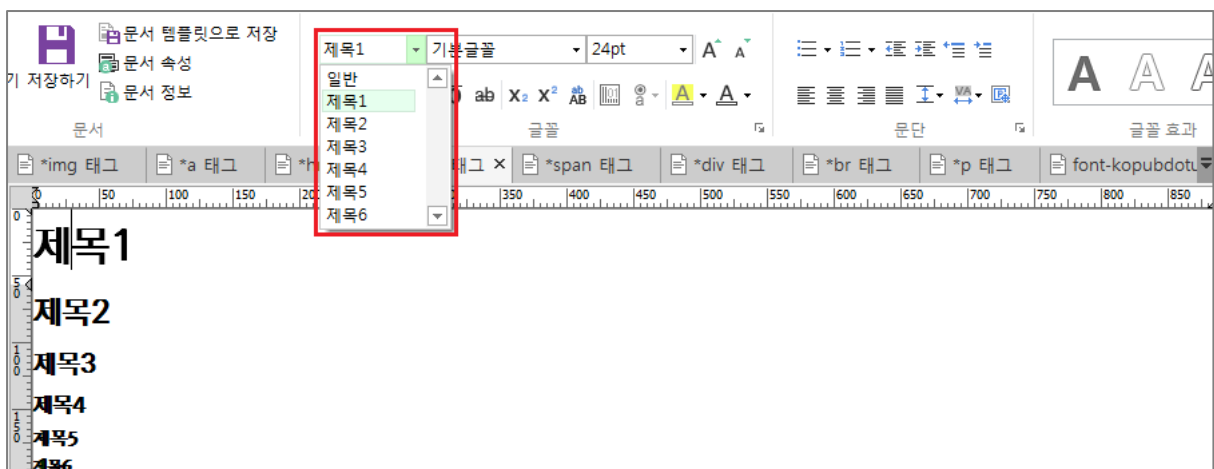 문서 템플릿으로 저장
문서 속성
기 저장하기
문서 정보
문서
제목1 기본글꼴 24pt
일반
제목1
제목2
제목3
제목4
제목5
제목6
글꼴
문단
글꼴 효과
*img 태그 *a 태그 태그 *span 태그 *div 태그 *br 태그 *p 태그
0 50 100 150 350 400 450 500 550 600 650 700 750 800 850
제목1
제목2
제목3
제목4
제목5
제목6